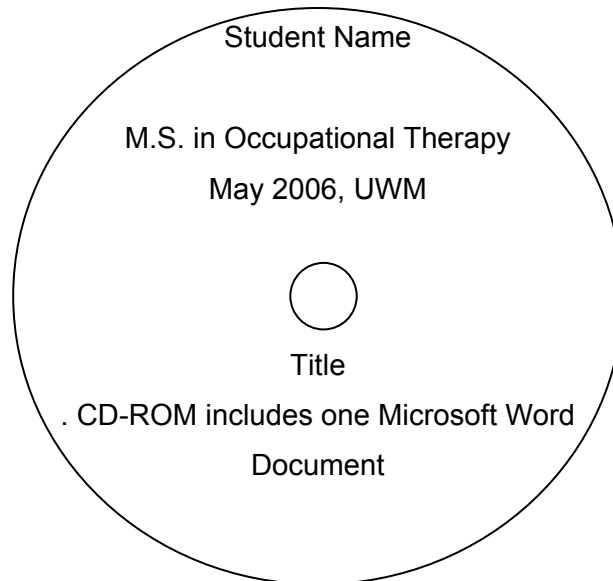 Student Name
M.S. in Occupational Therapy
May 2006, UWM
Title
. CD-ROM includes one Microsoft Word
Document